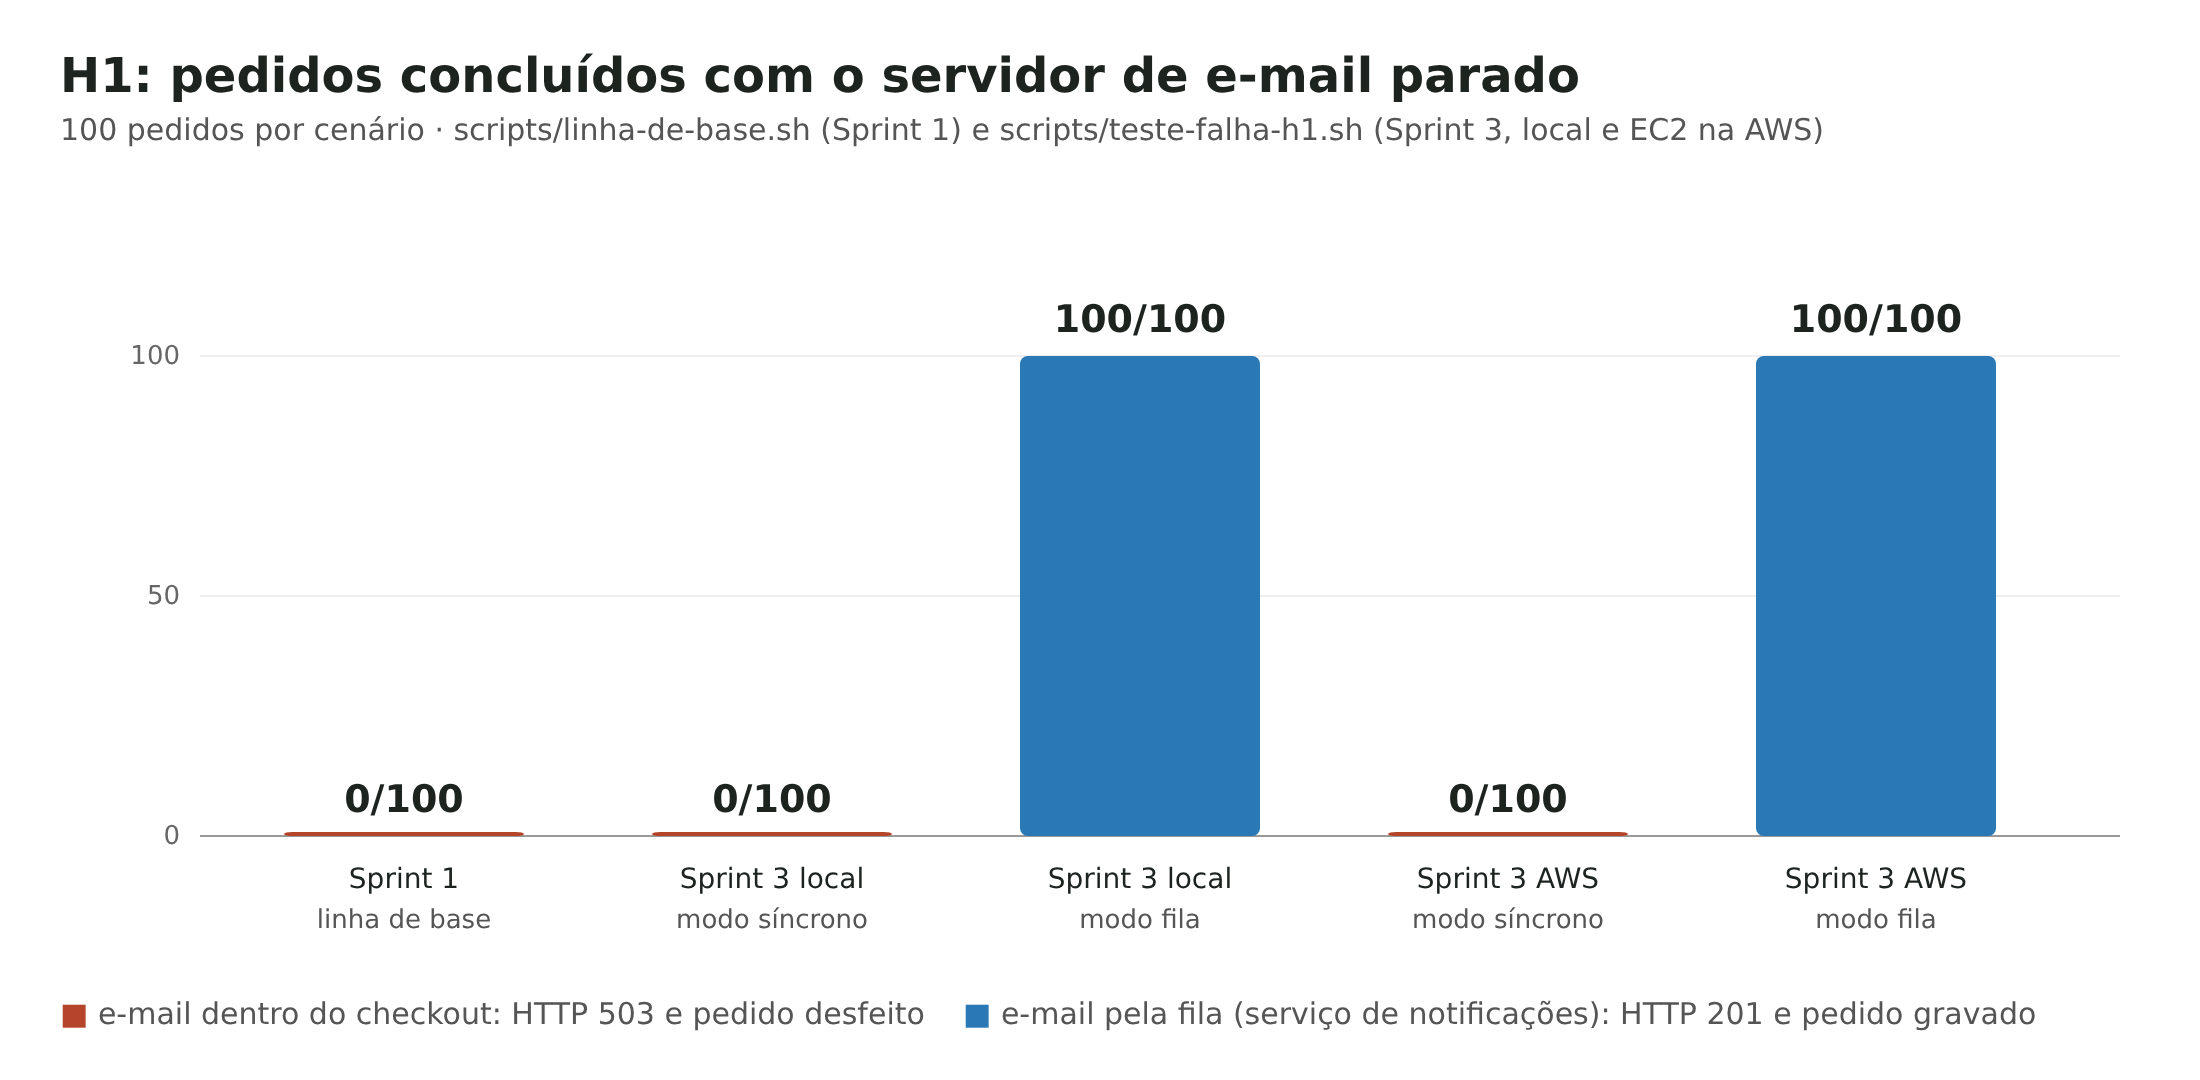 H1: pedidos concluídos com o servidor de e-mail parado
100 pedidos por cenário · scripts/linha-de-base.sh (Sprint 1) e scripts/teste-falha-h1.sh (Sprint 3, local e EC2 na AWS)
100/100
100/100
100
50
0/100
0/100
0/100
0
Sprint 1
linha de base
Sprint 3 local
modo síncrono
Sprint 3 local
modo fila
Sprint 3 AWS
modo síncrono
Sprint 3 AWS
modo fila
e-mail dentro do checkout: HTTP 503 e pedido desfeito
e-mail pela fila (serviço de notificações): HTTP 201 e pedido gravado